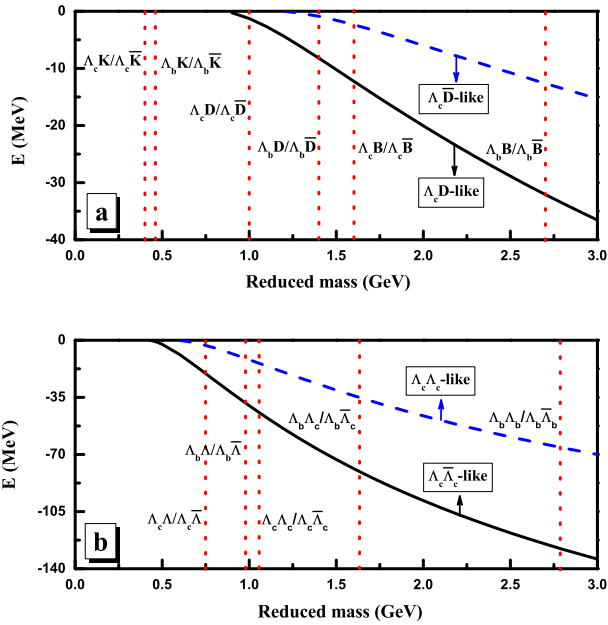 0
Λ_cK/Λ_cK̅
Λ_bK/Λ_bK̅
-10
Λ_cD̅-like
Λ_cD/Λ_cD̅
Λ_bD/Λ_bD̅
Λ_cB/Λ_cB̅
Λ_bB/Λ_bB̅
E (MeV)
-20
Λ_cD-like
-30
a
-40
0.0 0.5 1.0 1.5 2.0 2.5 3.0
Reduced mass (GeV)
0
Λ_cΛ_c-like
-35
Λ_bΛ_c/Λ_bΛ̅_c
Λ_bΛ_b/Λ_bΛ̅_b
E (MeV)
-70
Λ_bΛ/Λ_bΛ̅
Λ_cΛ̅_c-like
-105
Λ_cΛ/Λ_cΛ̅
Λ_cΛ_c/Λ_cΛ̅_c
b
-140
0.0 0.5 1.0 1.5 2.0 2.5 3.0
Reduced mass (GeV)